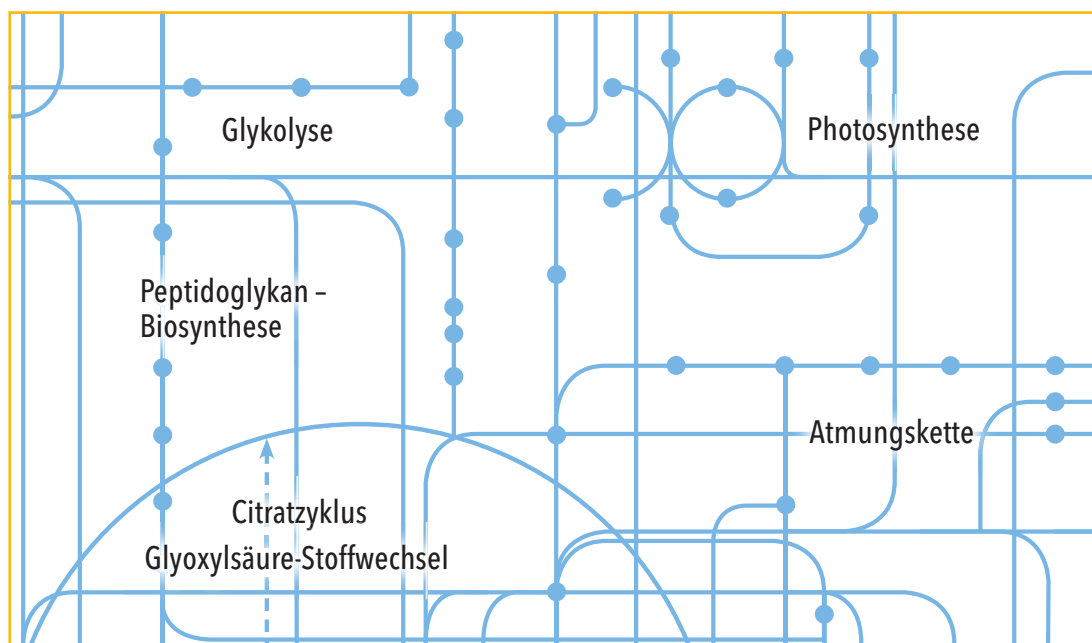 Glykolyse
Photosynthese
Peptidoglykan –
Biosynthese
Atmungskette
Citratzyklus
Glyoxylsäure-Stoffwechsel